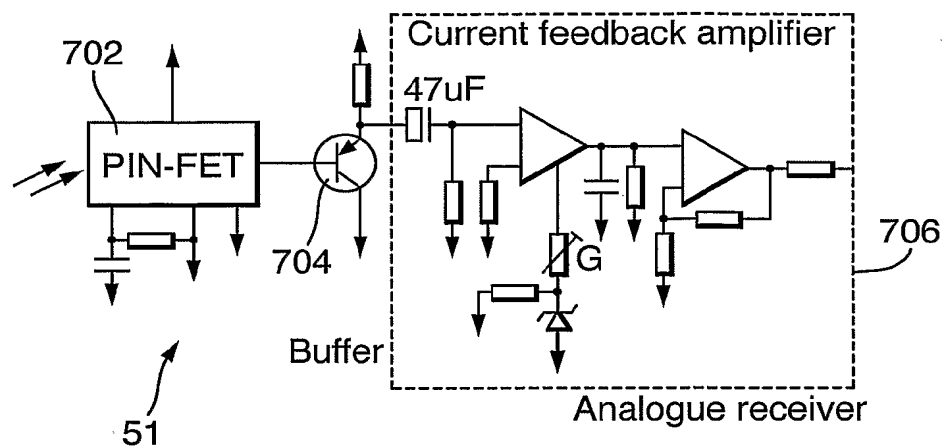 702
Current feedback amplifier
47uF
PIN-FET
704
G
706
Buffer
Analogue receiver
51